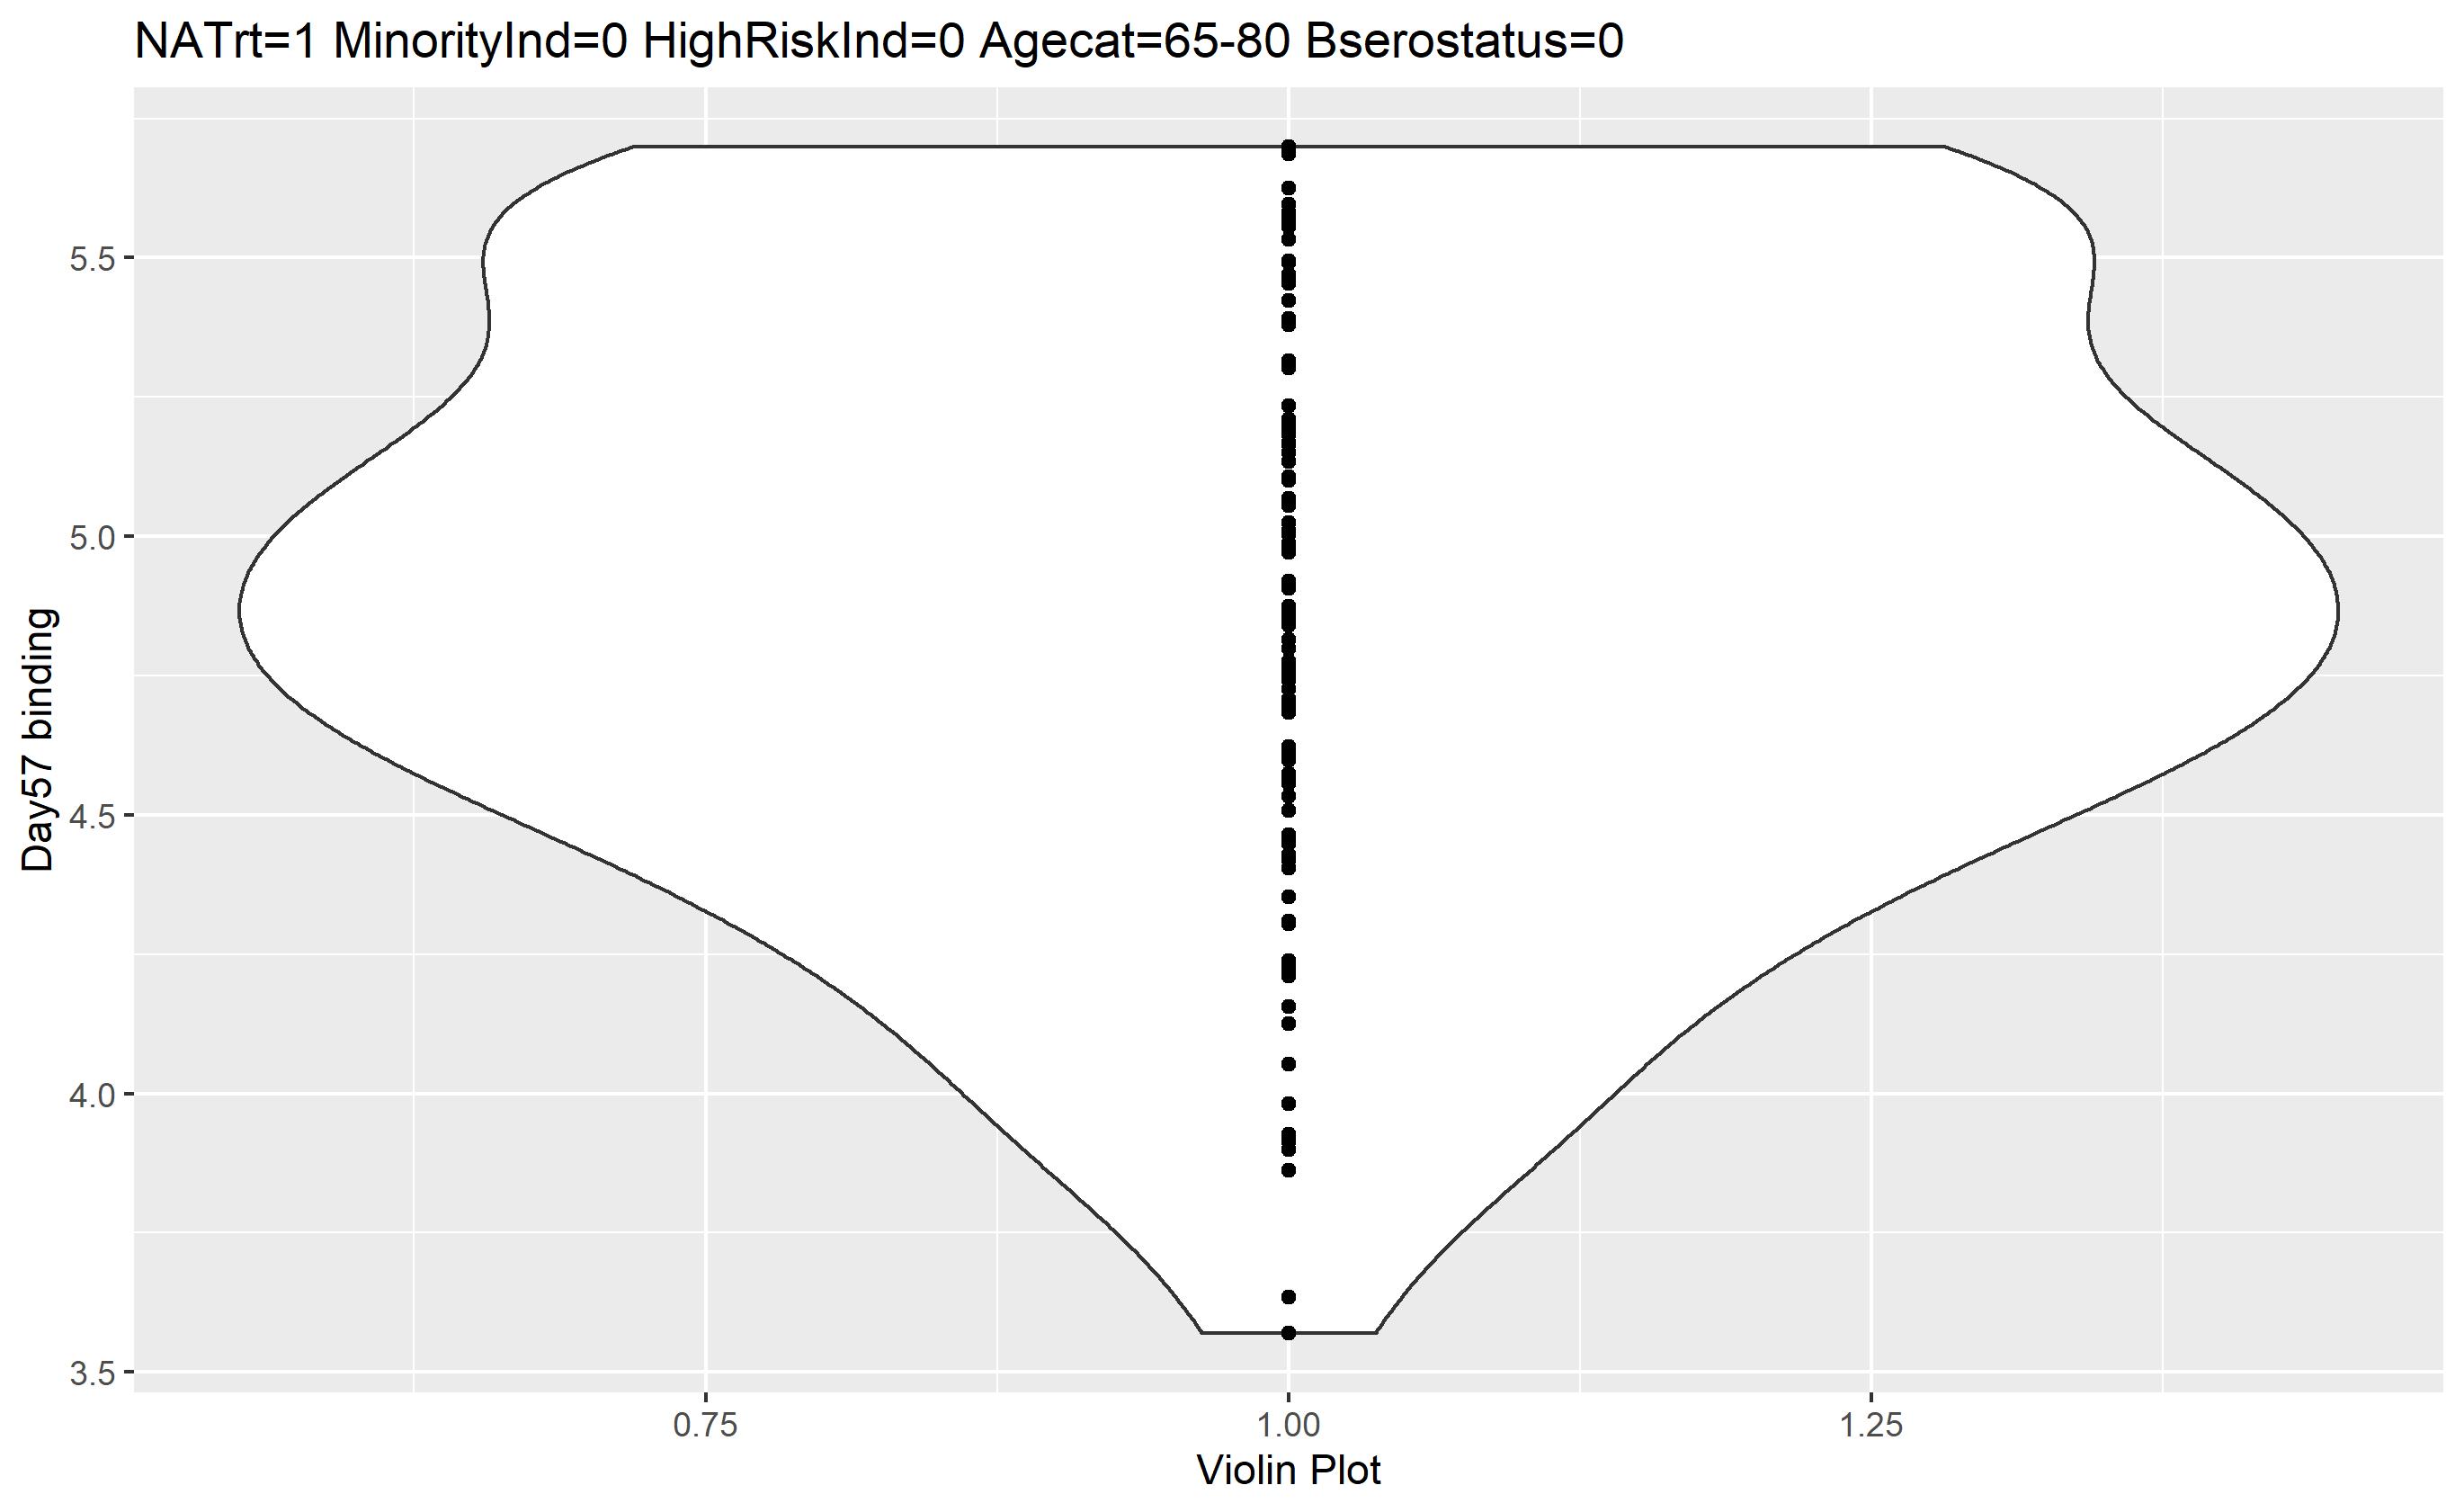 NATrt=1 MinorityInd=0 HighRiskInd=0 Agecat=65-80 Bserostatus=0
Day57 binding
5.5
5.0
4.5
4.0
3.5
0.75 1.00 1.25
Violin Plot